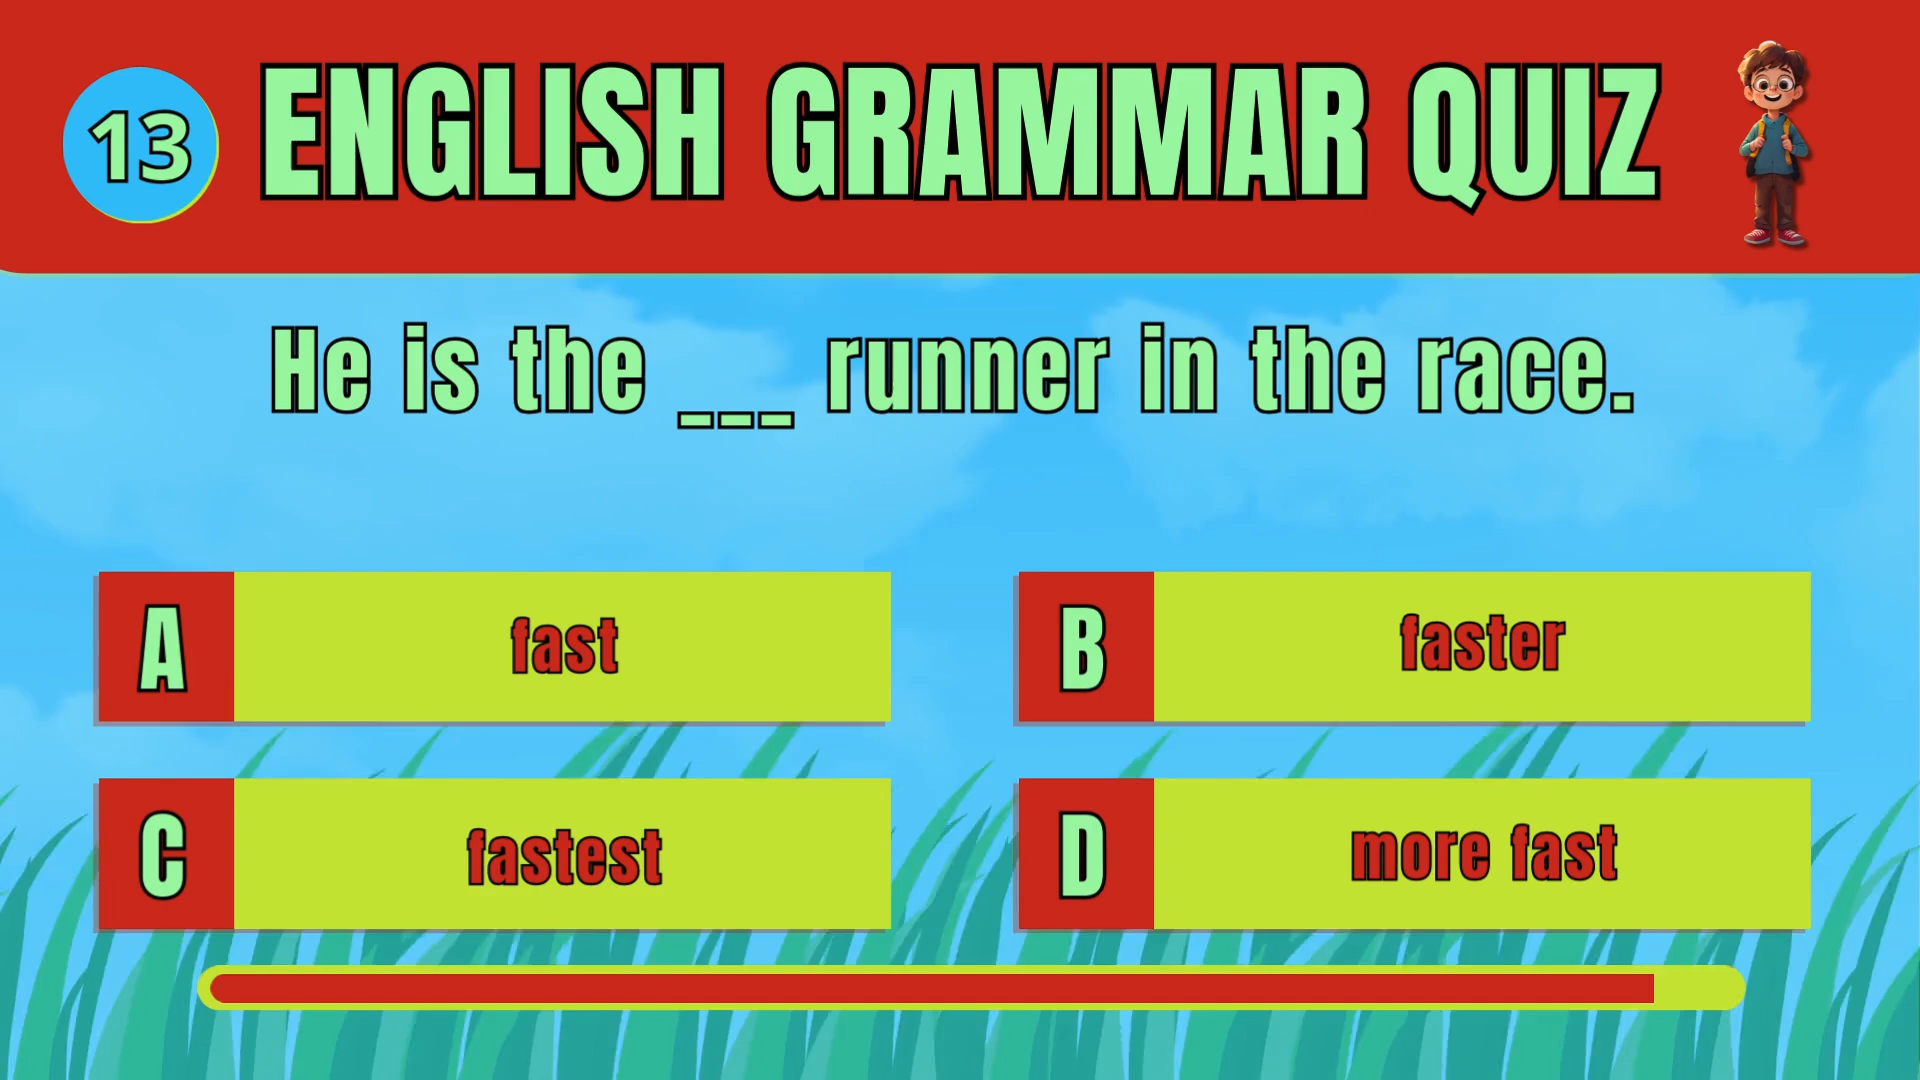 13
ENGLISH GRAMMAR QUIZ
He is the ___ runner in the race.
A fast
B faster
C fastest
D more fast